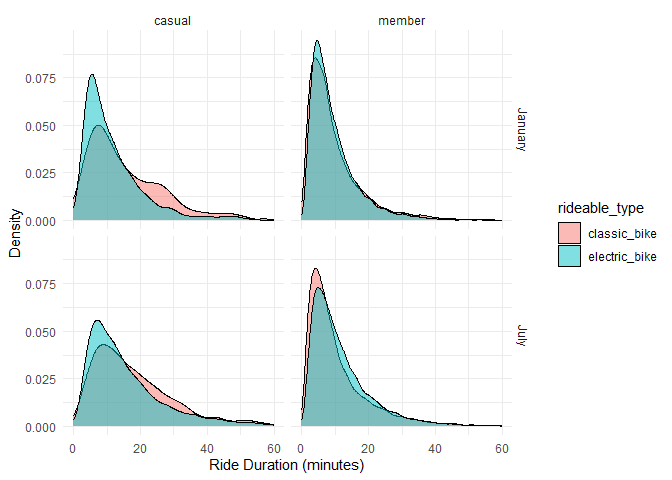 casual
member
0.075
0.050
0.025
0.000
January
0.075
0.050
0.025
0.000
July
0
20
40
60
0
20
40
60
Ride Duration (minutes)
Density
rideable_type
classic_bike
electric_bike